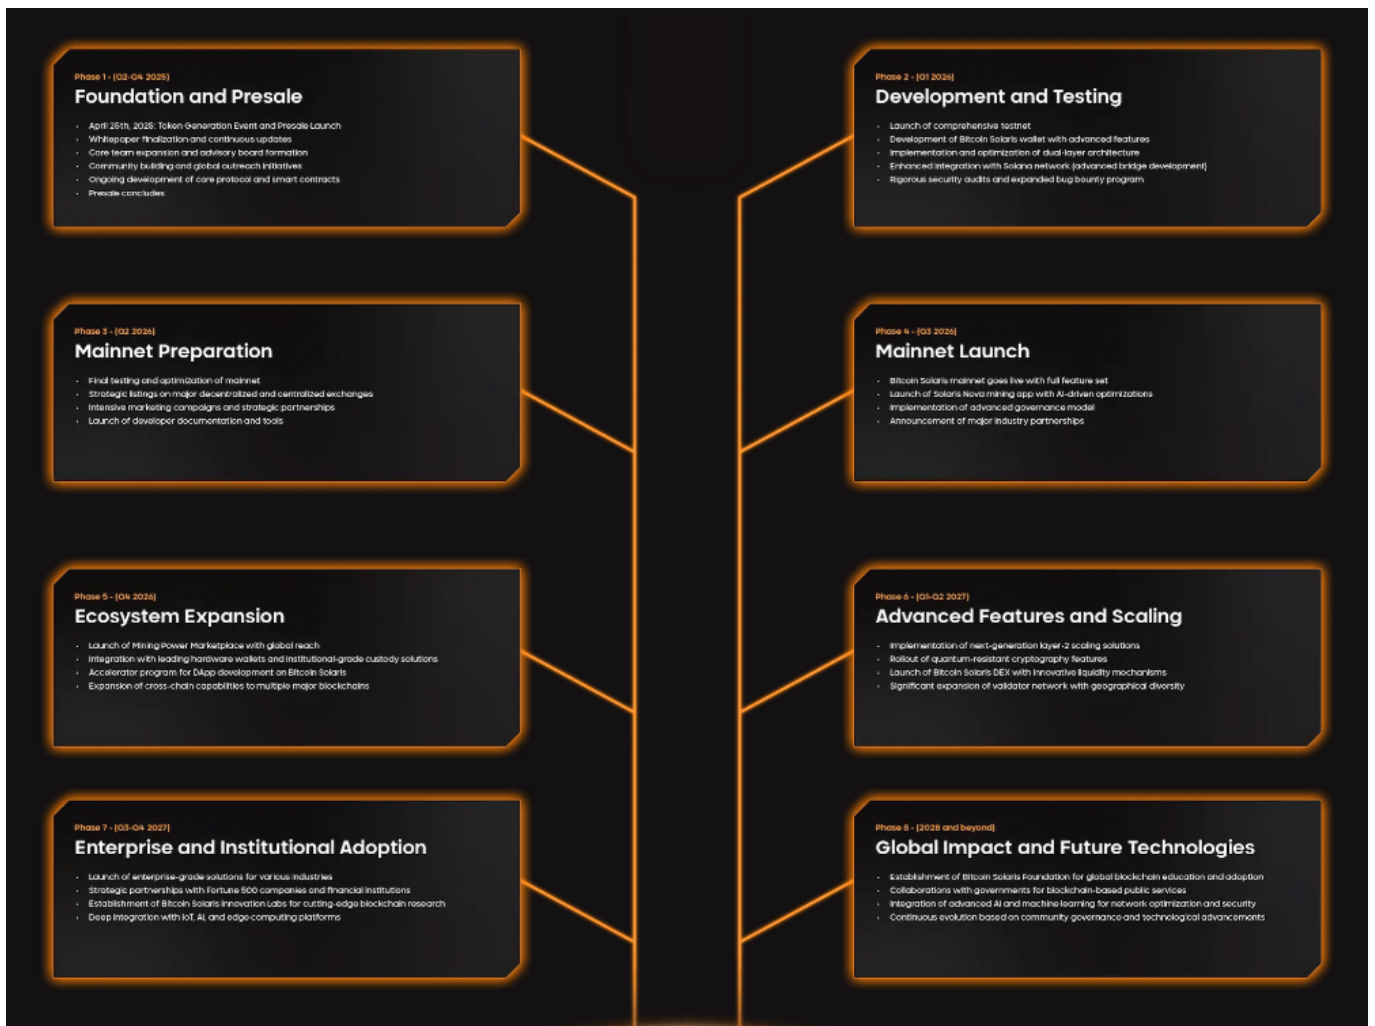 Phase 1 - (Q2-Q4 2025)
Foundation and Presale
• April 25th, 2025: Token Generation Event and Presale Launch
• Whitepaper finalization and continuous updates
• Core team expansion and advisory board formation
• Community building and global outreach initiatives
• Ongoing development of core protocol and smart contracts
• Presale concludes
Phase 2 - (Q1 2026)
Development and Testing
• Launch of comprehensive testnet
• Development of Bitcoin Solaris wallet with advanced features
• Implementation and optimization of dual-layer architecture
• Enhanced integration with Solana network (advanced bridge development)
• Rigorous security audits and expanded bug bounty program
Phase 3 - (Q2 2026)
Mainnet Preparation
• Final testing and optimization of mainnet
• Strategic listings on major decentralized and centralized exchanges
• Intensive marketing campaigns and strategic partnerships
• Launch of developer documentation and tools
Phase 4 - (Q3 2026)
Mainnet Launch
• Bitcoin Solaris mainnet goes live with full feature set
• Launch of Solaris Nova mining app with AI-driven optimizations
• Implementation of advanced governance model
• Announcement of major industry partnerships
Phase 5 - (Q4 2026)
Ecosystem Expansion
• Launch of Mining Power Marketplace with global reach
• Integration with leading hardware wallets and institutional-grade custody solutions
• Accelerator program for DApp development on Bitcoin Solaris
• Expansion of cross-chain capabilities to multiple major blockchains
Phase 6 - (Q1-Q2 2027)
Advanced Features and Scaling
• Implementation of next-generation layer-2 scaling solutions
• Rollout of quantum-resistant cryptography features
• Launch of Bitcoin Solaris DEX with innovative liquidity mechanisms
• Significant expansion of validator network with geographical diversity
Phase 7 - (Q3-Q4 2027)
Enterprise and Institutional Adoption
• Launch of enterprise-grade solutions for various industries
• Strategic partnerships with Fortune 500 companies and financial institutions
• Establishment of Bitcoin Solaris Innovation Labs for cutting-edge blockchain research
• Deep integration with IoT, AI, and edge computing platforms
Phase 8 - (2028 and beyond)
Global Impact and Future Technologies
• Establishment of Bitcoin Solaris Foundation for global blockchain education and adoption
• Collaborations with governments for blockchain-based public services
• Integration of advanced AI and machine learning for network optimization and security
• Continuous evolution based on community governance and technological advancements